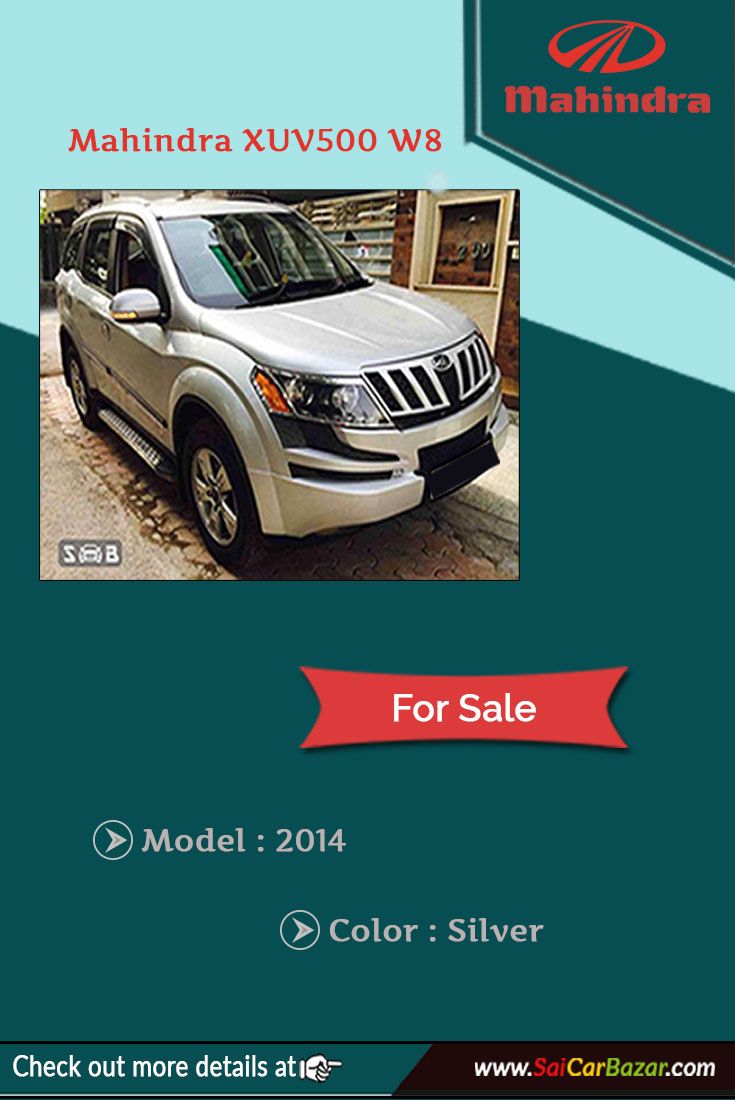 Mahindra
Mahindra XUV500 W8
S B
For Sale
Model : 2014
Color : Silver
Check out more details at
www.SaiCarBazar.com